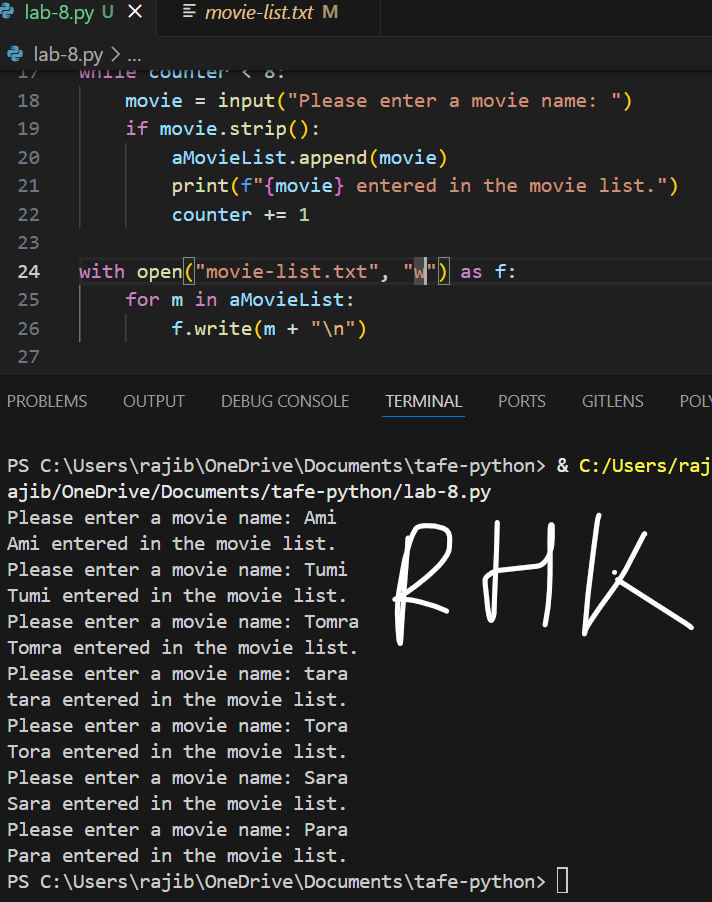 lab-8.py U movie-list.txt M
lab-8.py > ...
17 while counter < 8:
18 movie = input("Please enter a movie name: ")
19 if movie.strip():
20 aMovieList.append(movie)
21 print(f"{movie} entered in the movie list.")
22 counter += 1
23
24 with open("movie-list.txt", "w") as f:
25 for m in aMovieList:
26 f.write(m + "\n")
27
PROBLEMS OUTPUT DEBUG CONSOLE TERMINAL PORTS GITLENS POLY
PS C:\Users\rajib\OneDrive\Documents\tafe-python> & C:/Users/raj
ajib/OneDrive/Documents/tafe-python/lab-8.py
Please enter a movie name: Ami
Ami entered in the movie list.
Please enter a movie name: Tumi
Tumi entered in the movie list.
Please enter a movie name: Tomra
Tomra entered in the movie list.
Please enter a movie name: tara
tara entered in the movie list.
Please enter a movie name: Tora
Tora entered in the movie list.
Please enter a movie name: Sara
Sara entered in the movie list.
Please enter a movie name: Para
Para entered in the movie list.
PS C:\Users\rajib\OneDrive\Documents\tafe-python>
RHK